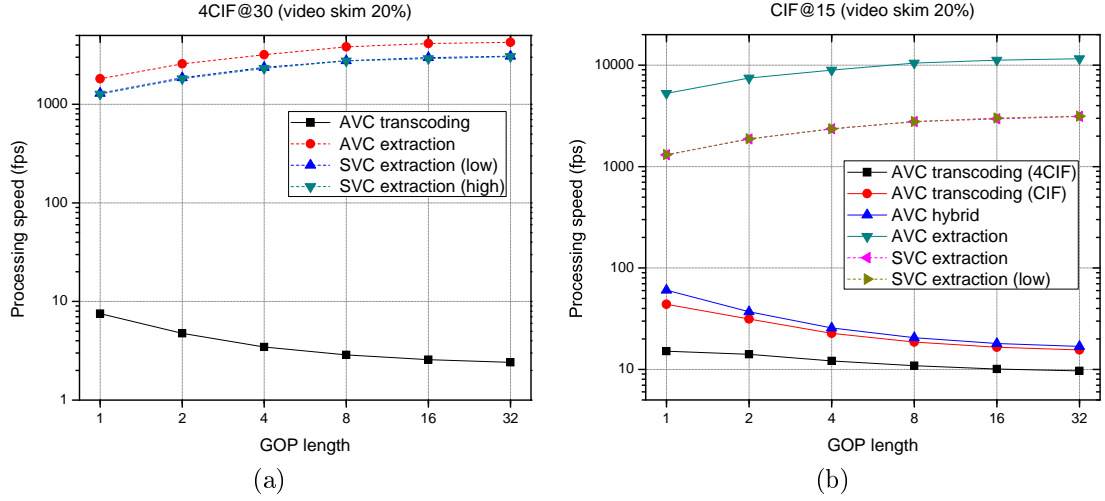 4CIF@30 (video skim 20%)
Processing speed (fps)
1000
100
10
1
AVC transcoding
AVC extraction
SVC extraction (low)
SVC extraction (high)
1 2 4 8 16 32
GOP length
(a)
CIF@15 (video skim 20%)
Processing speed (fps)
10000
1000
100
10
AVC transcoding (4CIF)
AVC transcoding (CIF)
AVC hybrid
AVC extraction
SVC extraction
SVC extraction (low)
1 2 4 8 16 32
GOP length
(b)